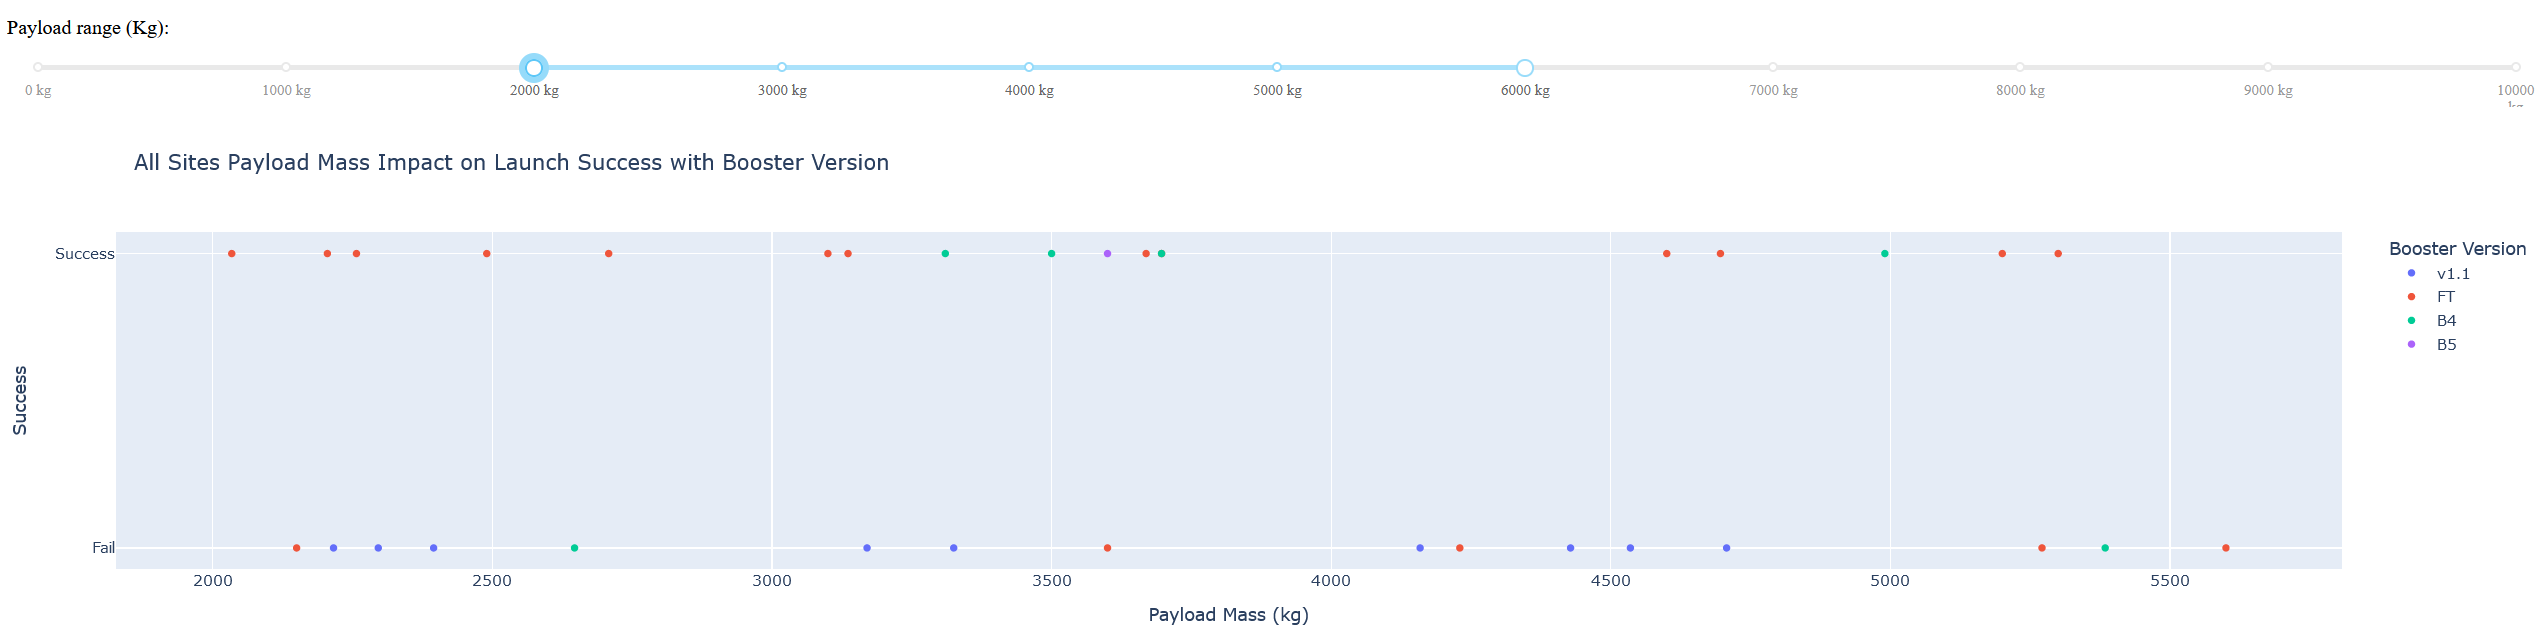 Payload range (Kg):
0 kg 1000 kg 2000 kg 3000 kg 4000 kg 5000 kg 6000 kg 7000 kg 8000 kg 9000 kg 10000
All Sites Payload Mass Impact on Launch Success with Booster Version
Booster Version
v1.1
FT
B4
B5
Success
Success
Fail
2000 2500 3000 3500 4000 4500 5000 5500
Payload Mass (kg)